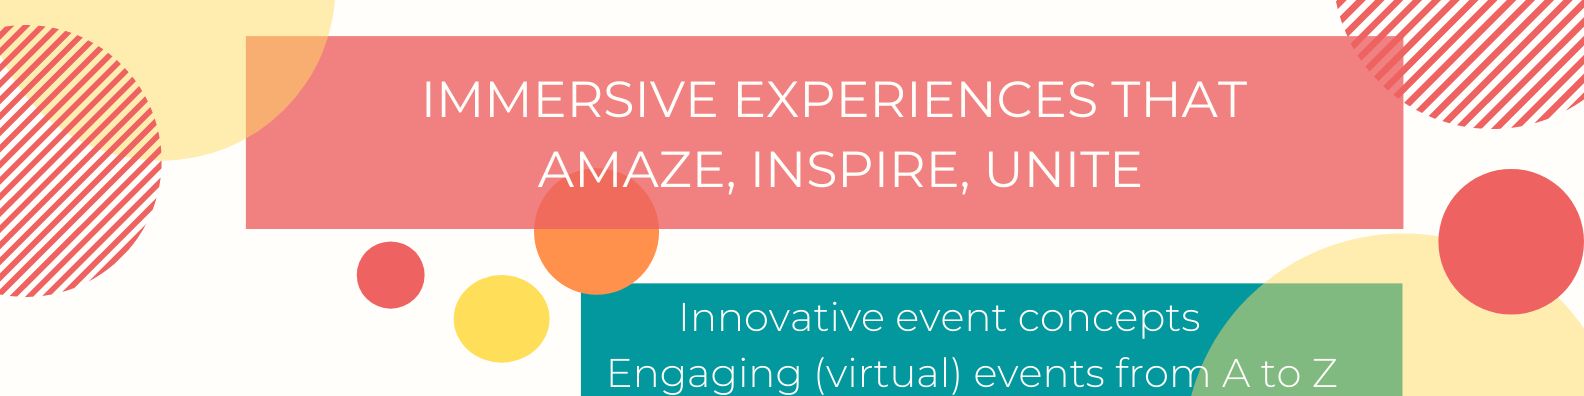 IMMERSIVE EXPERIENCES THAT
AMAZE, INSPIRE, UNITE
Innovative event concepts
Engaging (virtual) events from A to Z